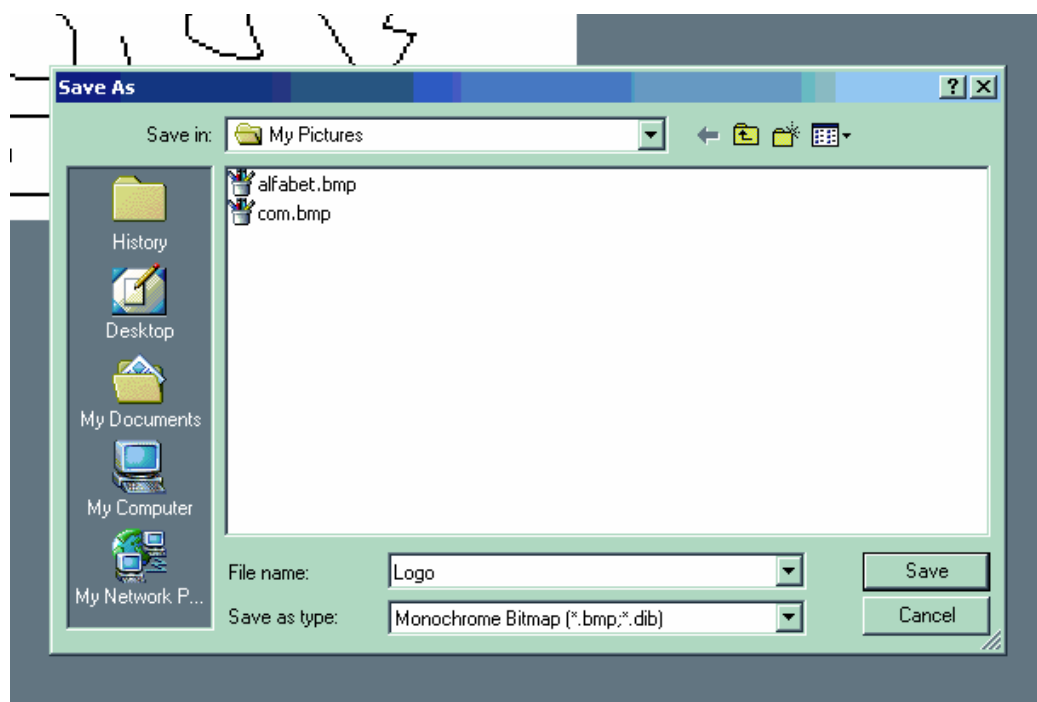 Save As
Save in: My Pictures
alfabet.bmp
com.bmp
History
Desktop
My Documents
My Computer
My Network P...
File name: Logo
Save
Save as type: Monochrome Bitmap (*.bmp;*.dib)
Cancel